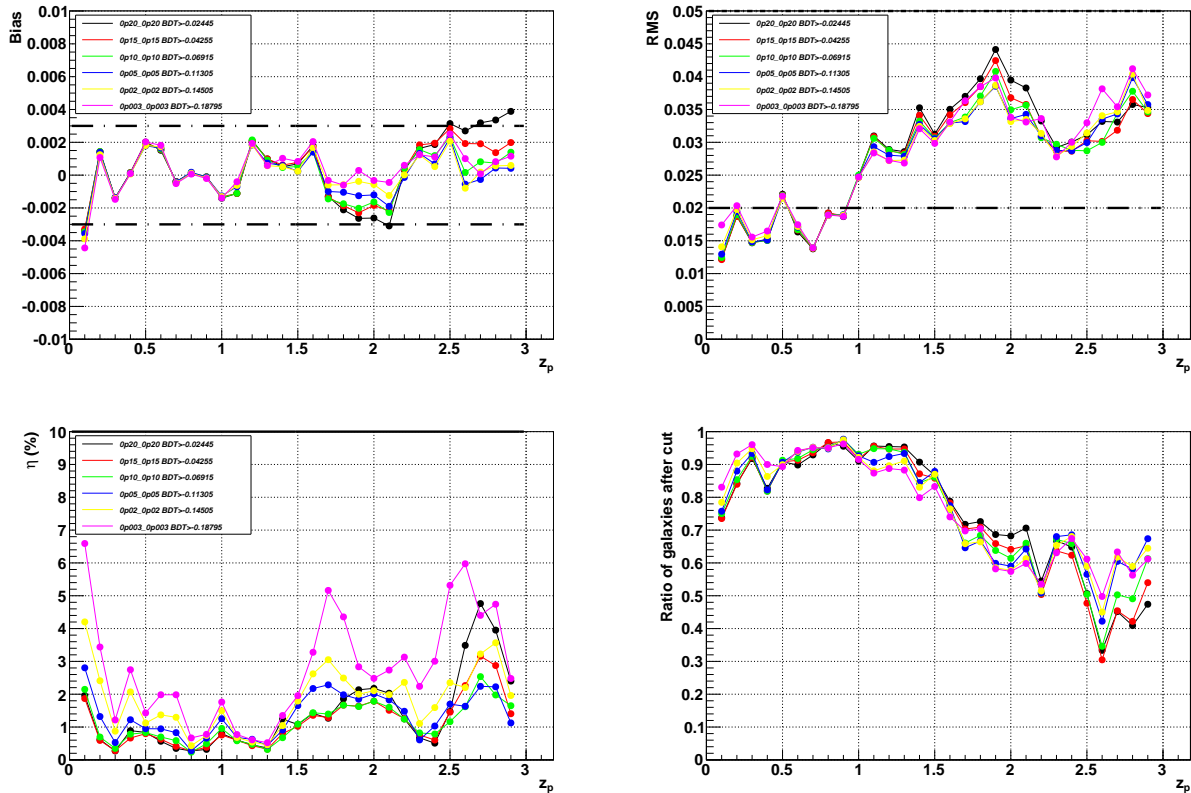 Bias
0.01
0.008
0.006
0.004
0.002
0
-0.002
-0.004
-0.006
-0.008
-0.01
0p20_0p20 BDT>-0.02445
0p15_0p15 BDT>-0.04255
0p10_0p10 BDT>-0.06915
0p05_0p05 BDT>-0.11305
0p02_0p02 BDT>-0.14505
0p003_0p003 BDT>-0.18795
0 0.5 1 1.5 2 2.5 3
z_p
RMS
0.05
0.045
0.04
0.035
0.03
0.025
0.02
0.015
0.01
0.005
0
0p20_0p20 BDT>-0.02445
0p15_0p15 BDT>-0.04255
0p10_0p10 BDT>-0.06915
0p05_0p05 BDT>-0.11305
0p02_0p02 BDT>-0.14505
0p003_0p003 BDT>-0.18795
0 0.5 1 1.5 2 2.5 3
z_p
η (%)
10
9
8
7
6
5
4
3
2
1
0
0p20_0p20 BDT>-0.02445
0p15_0p15 BDT>-0.04255
0p10_0p10 BDT>-0.06915
0p05_0p05 BDT>-0.11305
0p02_0p02 BDT>-0.14505
0p003_0p003 BDT>-0.18795
0 0.5 1 1.5 2 2.5 3
z_p
Ratio of galaxies after cut
1
0.9
0.8
0.7
0.6
0.5
0.4
0.3
0.2
0.1
0
0 0.5 1 1.5 2 2.5 3
z_p